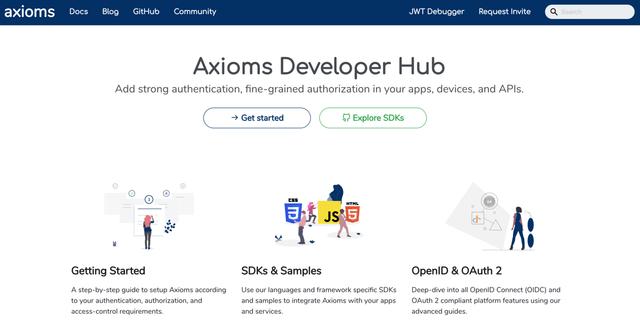 axioms Docs Blog GitHub Community JWT Debugger Request Invite Search
Axioms Developer Hub
Add strong authentication, fine-grained authorization in your apps, devices, and APIs.
Get started Explore SDKs
CSS JS HTML
Getting Started SDKs & Samples OpenID & OAuth 2
A step-by-step guide to setup Axioms according
to your authentication, authorization, and
access-control requirements.
Use our languages and framework specific SDKs
and samples to integrate Axioms with your apps
and services.
Deep-dive into all OpenID Connect (OIDC) and
OAuth 2 compliant platform features using our
advanced guides.